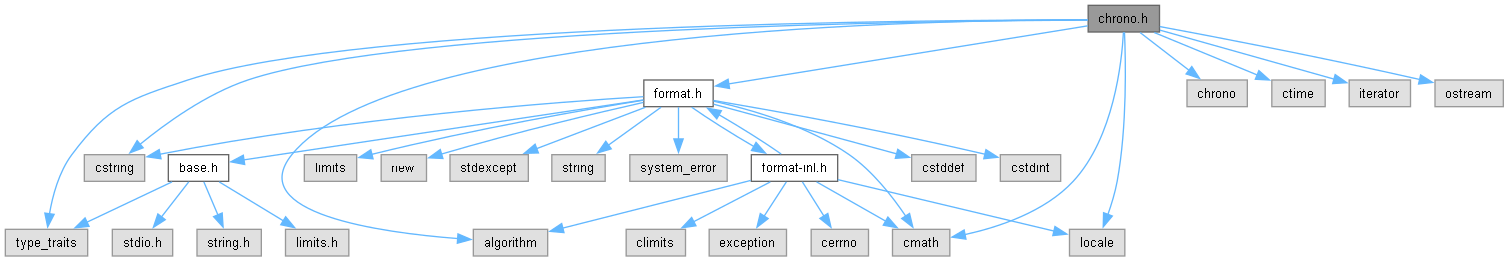 chrono.h
format.h
chrono
ctime
iterator
ostream
cstring
base.h
limits
new
stdexcept
string
system_error
format-inl.h
cstddef
cstdint
type_traits
stdio.h
string.h
limits.h
algorithm
climits
exception
cerrno
cmath
locale